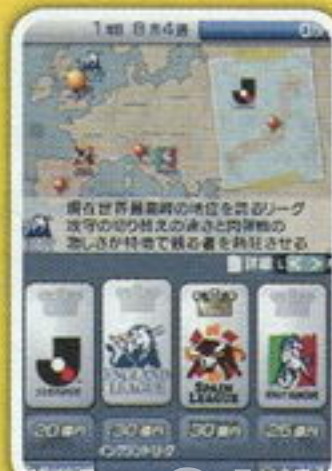 1年目 8月4週
現在世界最高峰の地位を誇るリーグ
攻守の切り替えの速さと肉弾戦の
激しさが特徴で観る者を熱狂させる
詳細
ENGLAND LEAGUE
SPAIN LEAGUE
20億円 30億円 30億円 25億円
イングランドリーグ